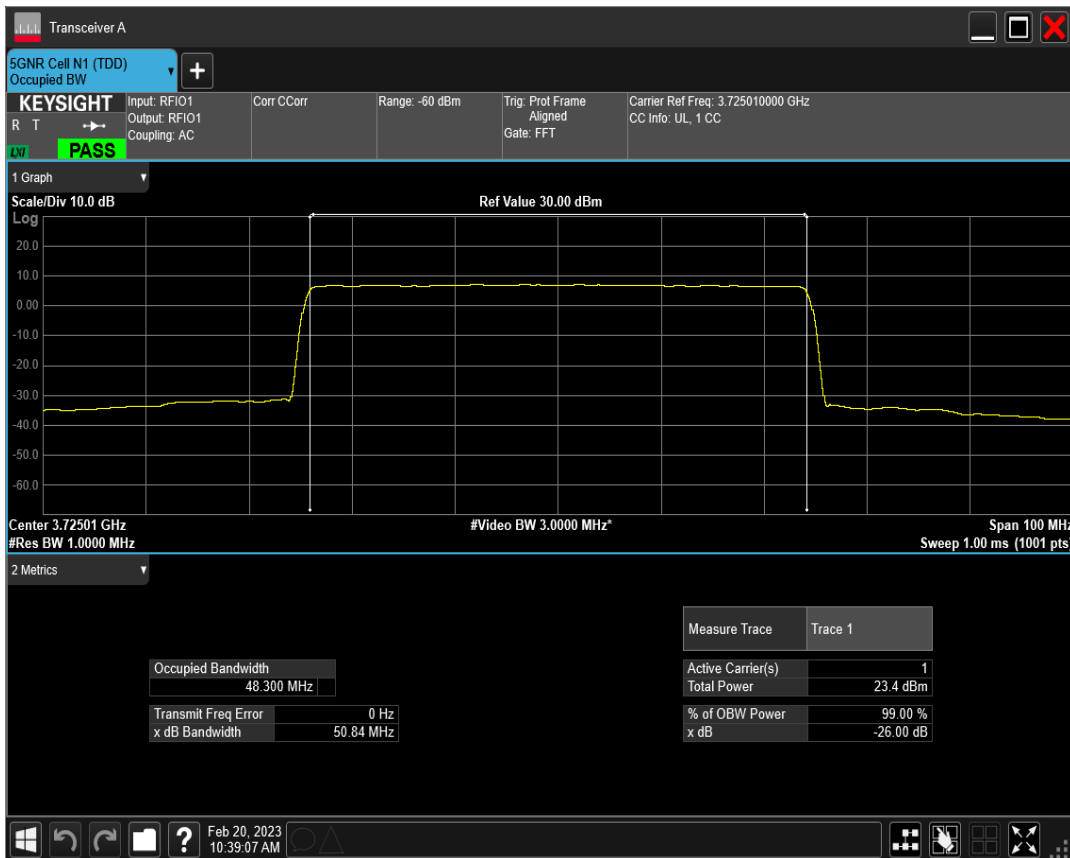 Transceiver A
5GNR Cell N1 (TDD)
Occupied BW
KEYSIGHT
R T
LXI
PASS
Input: RFIO1
Output: RFIO1
Coupling: AC
Corr CCorr
Range: -60 dBm
Trig: Prot Frame
Aligned
Gate: FFT
Carrier Ref Freq: 3.725010000 GHz
CC Info: UL, 1 CC
1 Graph
Scale/Div 10.0 dB
Ref Value 30.00 dBm
Log
20.0
10.0
0.00
-10.0
-20.0
-30.0
-40.0
-50.0
-60.0
Center 3.72501 GHz
#Video BW 3.0000 MHz*
Span 100 MHz
#Res BW 1.0000 MHz
Sweep 1.00 ms (1001 pts)
2 Metrics
Measure Trace Trace 1
Occupied Bandwidth
48.300 MHz
Active Carrier(s) 1
Total Power 23.4 dBm
Transmit Freq Error 0 Hz
x dB Bandwidth 50.84 MHz
% of OBW Power 99.00 %
x dB -26.00 dB
?
Feb 20, 2023
10:39:07 AM